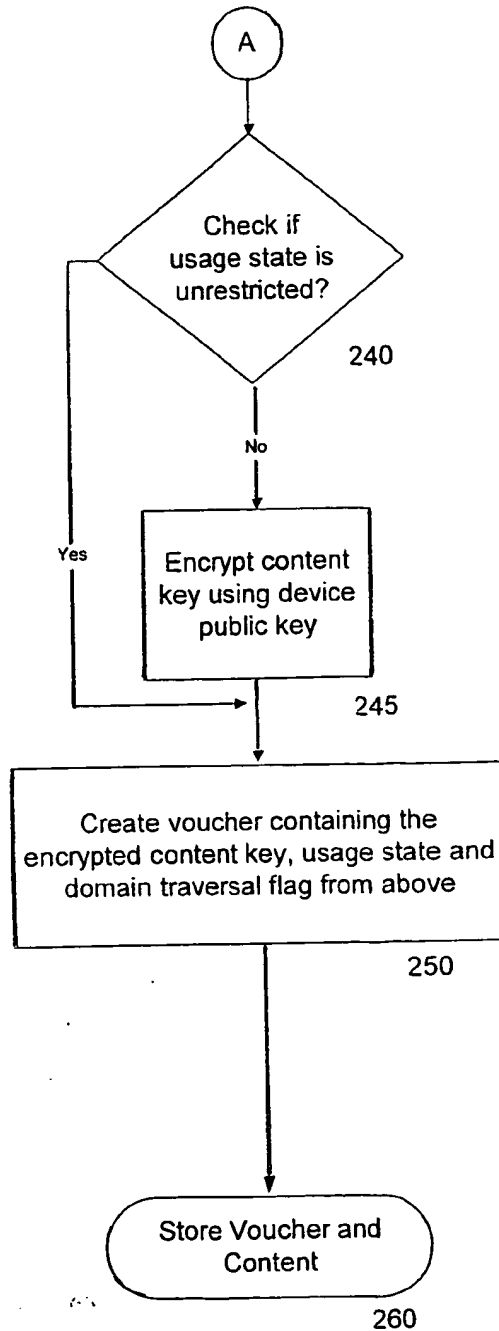 A
Check if
usage state is
unrestricted?
240
No
Yes
Encrypt content
key using device
public key
245
Create voucher containing the
encrypted content key, usage state and
domain traversal flag from above
250
Store Voucher and
Content
260